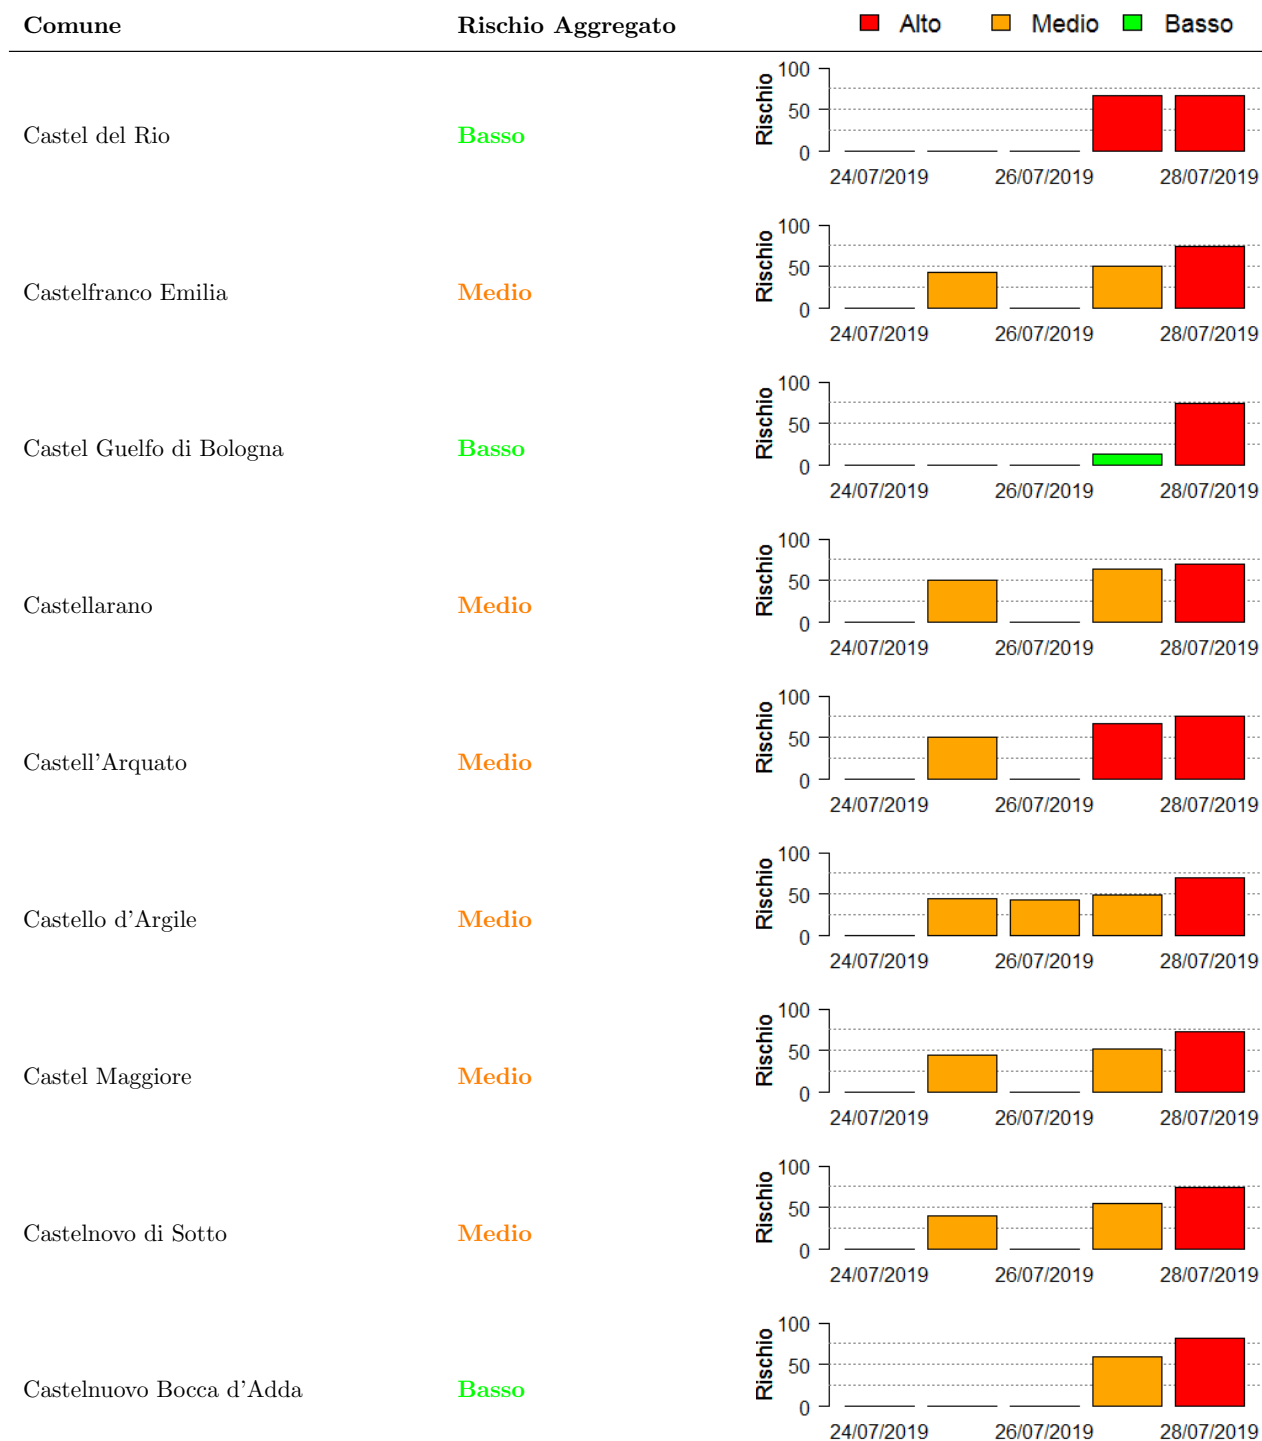 Comune Rischio Aggregato Alto Medio Basso
Castel del Rio Basso
Rischio
100
50
0
24/07/2019 26/07/2019 28/07/2019
Castelfranco Emilia Medio
Rischio
100
50
0
24/07/2019 26/07/2019 28/07/2019
Castel Guelfo di Bologna Basso
Rischio
100
50
0
24/07/2019 26/07/2019 28/07/2019
Castellarano Medio
Rischio
100
50
0
24/07/2019 26/07/2019 28/07/2019
Castell'Arquato Medio
Rischio
100
50
0
24/07/2019 26/07/2019 28/07/2019
Castello d'Argile Medio
Rischio
100
50
0
24/07/2019 26/07/2019 28/07/2019
Castel Maggiore Medio
Rischio
100
50
0
24/07/2019 26/07/2019 28/07/2019
Castelnovo di Sotto Medio
Rischio
100
50
0
24/07/2019 26/07/2019 28/07/2019
Castelnuovo Bocca d'Adda Basso
Rischio
100
50
0
24/07/2019 26/07/2019 28/07/2019